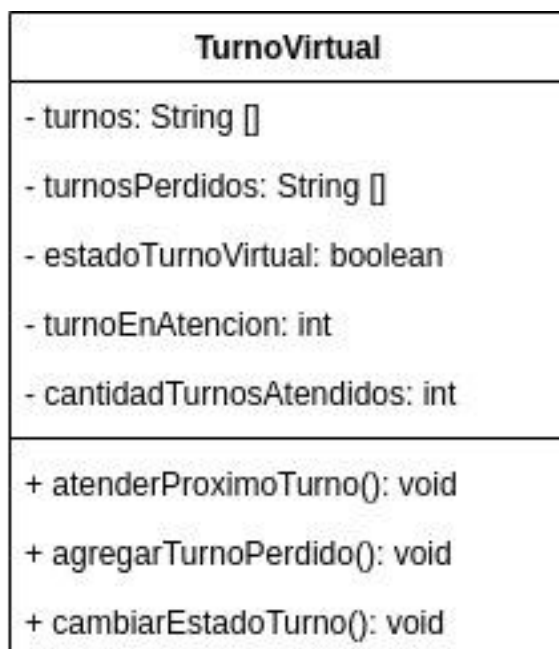 TurnoVirtual
- turnos: String []
- turnosPerdidos: String []
- estadoTurnoVirtual: boolean
- turnoEnAtencion: int
- cantidadTurnosAtendidos: int
+ atenderProximoTurno(): void
+ agregarTurnoPerdido(): void
+ cambiarEstadoTurno(): void